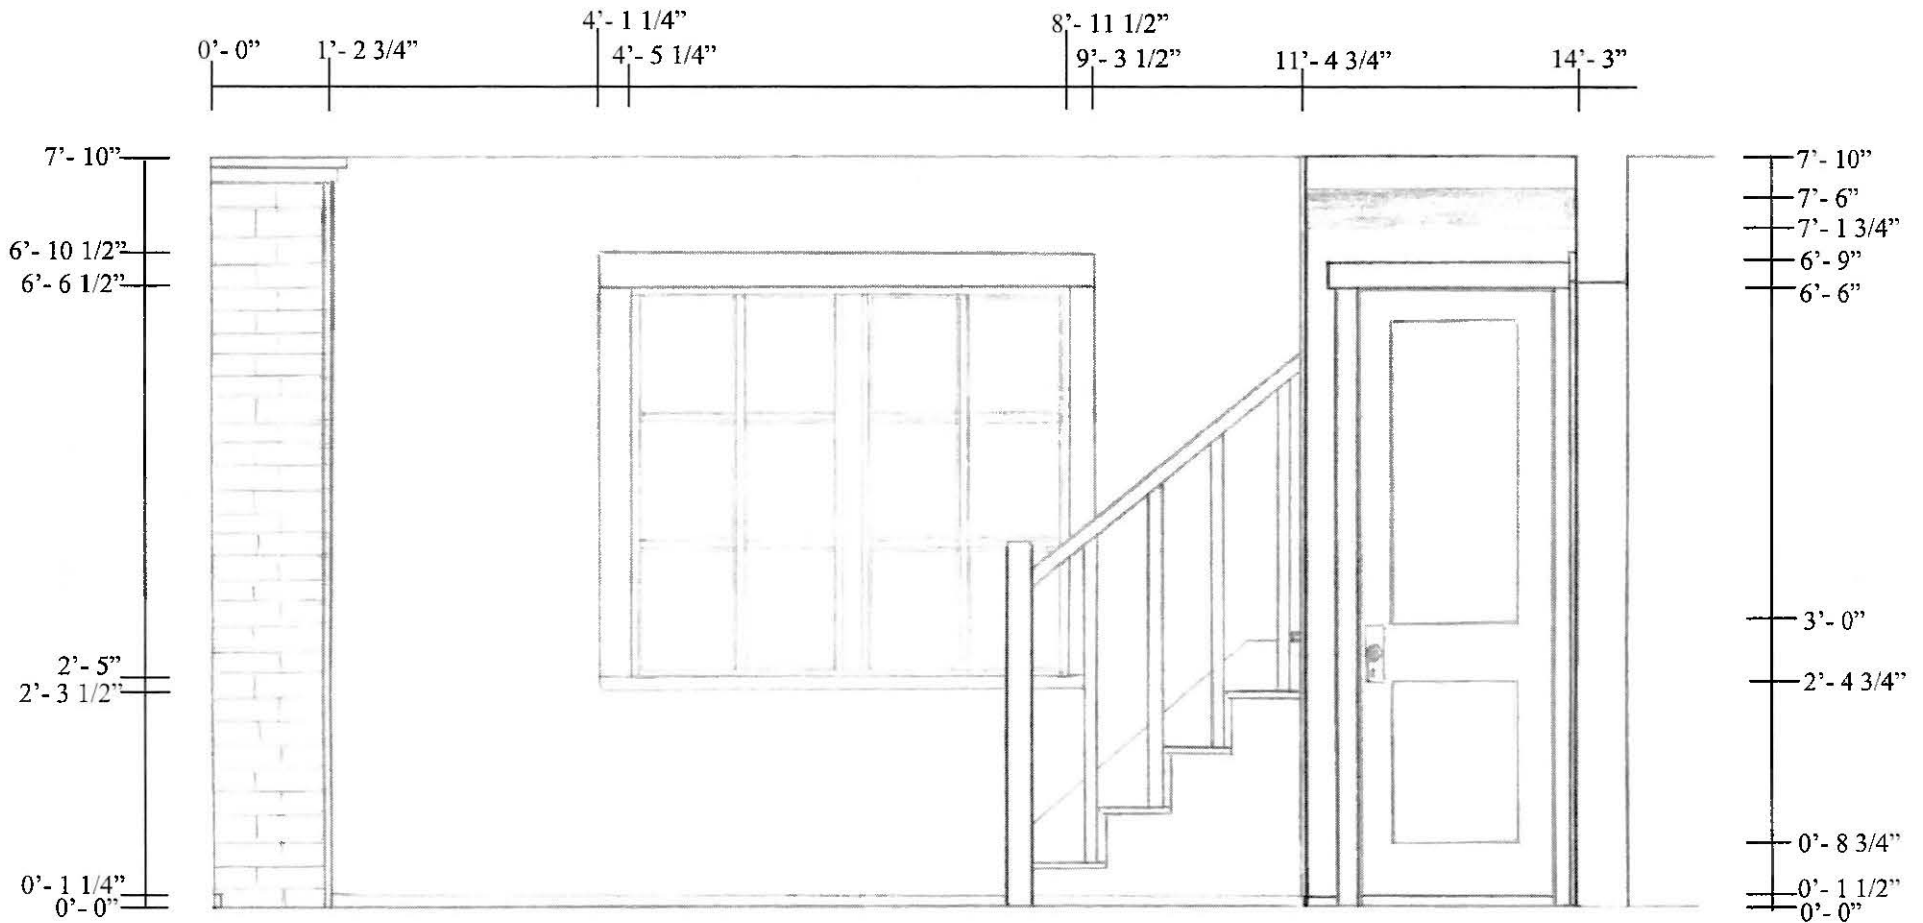 4’- 1 1/4” 8’- 11 1/2”
0’- 0” 1’- 2 3/4” 4’- 5 1/4” 9’- 3 1/2” 11’- 4 3/4” 14’- 3”
7’- 10” 7’- 10”
7’- 6”
7’- 1 3/4”
6’- 10 1/2” 6’- 9”
6’- 6 1/2” 6’- 6”
3’- 0”
2’- 5” 2’- 4 3/4”
2’- 3 1/2”
0’- 8 3/4”
0’- 1 1/4” 0’- 1 1/2”
0’- 0” 0’- 0”